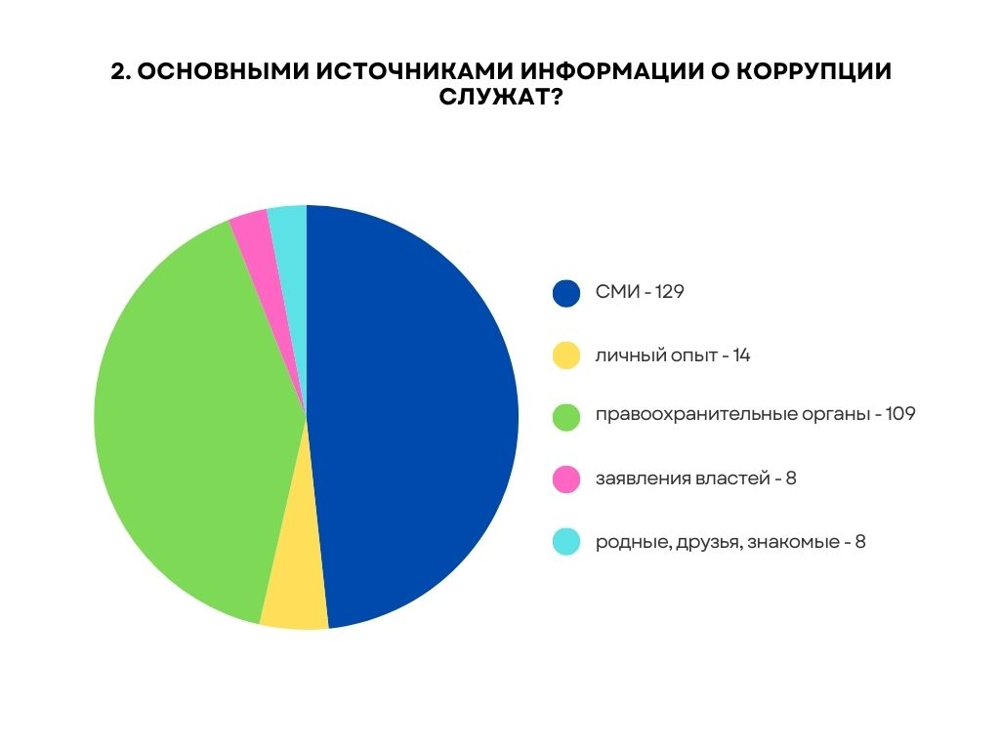 2. ОСНОВНЫМИ ИСТОЧНИКАМИ ИНФОРМАЦИИ О КОРРУПЦИИ
СЛУЖАТ?
СМИ - 129
личный опыт - 14
правоохранительные органы - 109
заявления властей - 8
родные, друзья, знакомые - 8